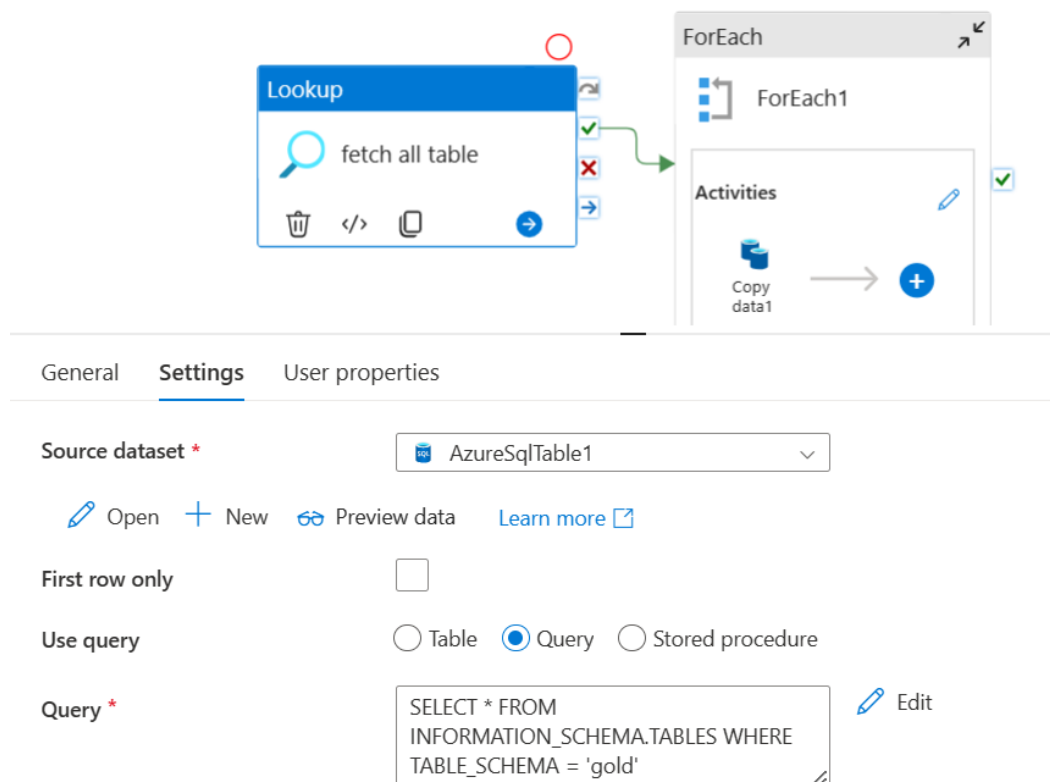 ForEach
Lookup
ForEach1
fetch all table
Activities
Copy
data1
General Settings User properties
Source dataset *
AzureSqlTable1
Open New Preview data Learn more
First row only
Use query
Table Query Stored procedure
Query *
SELECT * FROM
INFORMATION_SCHEMA.TABLES WHERE
TABLE_SCHEMA = 'gold'
Edit